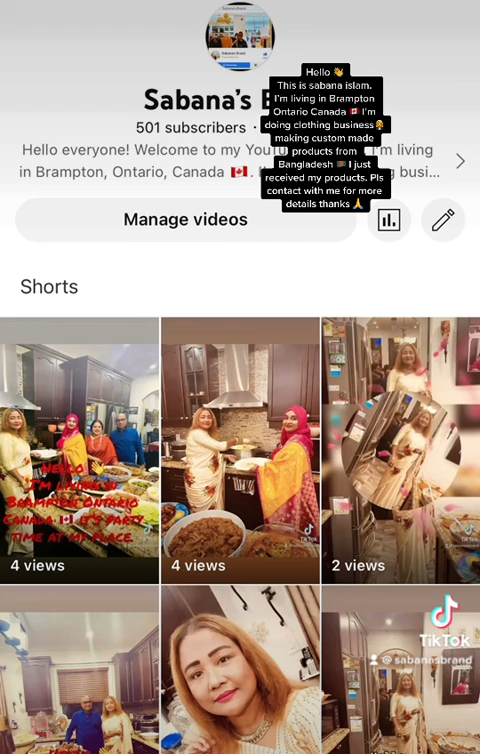 Sabana's
Hello 👋
This is sabana islam.
I'm living in Brampton
Ontario Canada 🇨🇦 I'm
doing clothing business👩‍🦰
making custom made
products from
Bangladesh 🇧🇩 I just
received my products. Pls
contact with me for more
details thanks 🙏
501 subscribers ·
Hello everyone! Welcome to my living
in Brampton, Ontario, Canada 🇨🇦.
Manage videos
Shorts
Hello 👋
I'm living in
Brampton Ontario
Canada 🇨🇦 it's party
time at my place.
TikTok
4 views
4 views
2 views
TikTok
@sabanasbrand